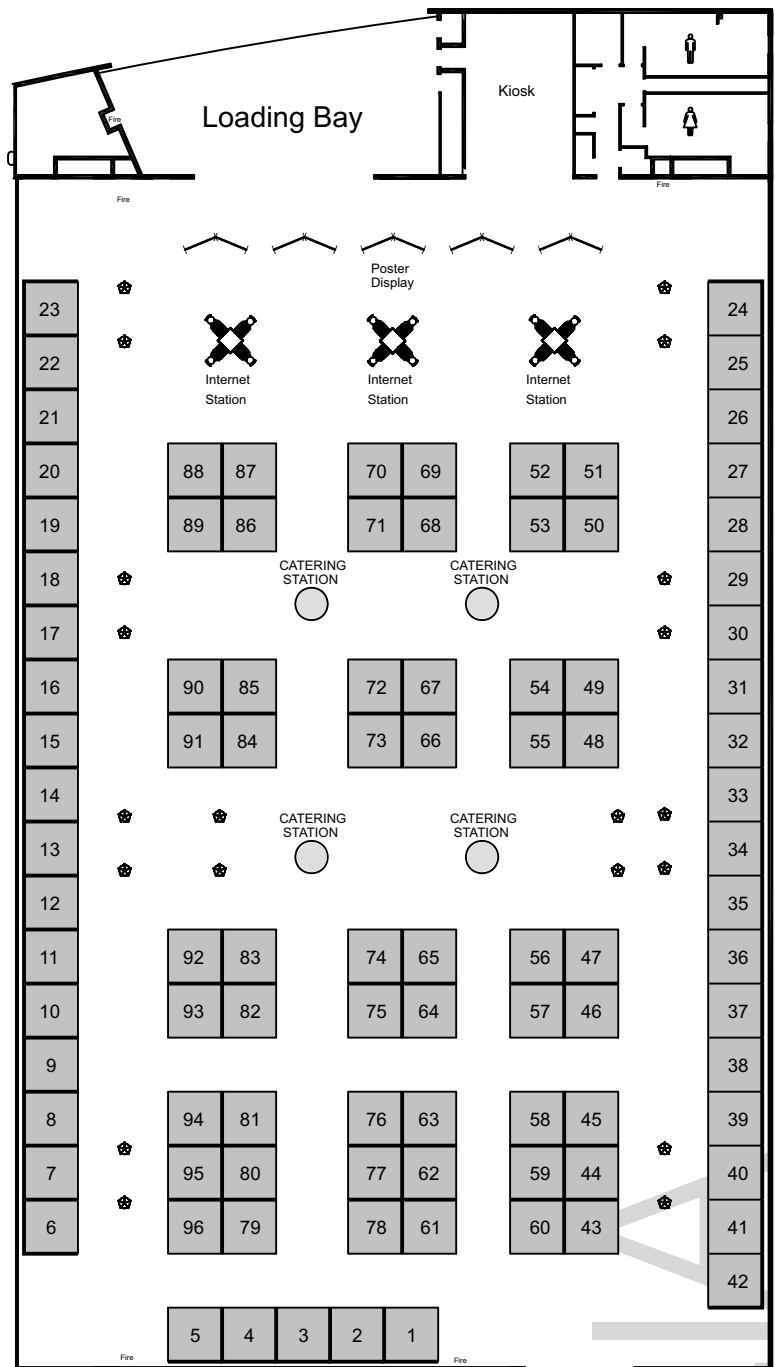 Kiosk
Loading Bay
Fire
Fire
Fire
Poster
Display
23
24
22
Internet
Station
Internet
Station
Internet
Station
25
21
26
20
88 87
70 69
52 51
27
19
89 86
71 68
53 50
28
18
CATERING
STATION
CATERING
STATION
29
17
30
16
90 85
72 67
54 49
31
15
91 84
73 66
55 48
32
14
33
CATERING
STATION
CATERING
STATION
13
34
12
35
11
92 83
74 65
56 47
36
10
93 82
75 64
57 46
37
9
38
8
94 81
76 63
58 45
39
7
95 80
77 62
59 44
40
6
96 79
78 61
60 43
41
42
5 4 3 2 1
Fire
Fire